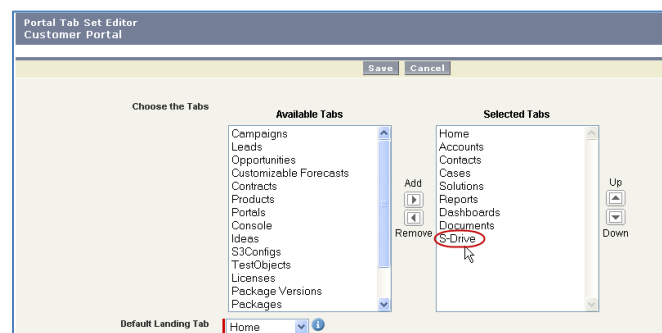 Portal Tab Set Editor
Customer Portal
Save Cancel
Choose the Tabs
Available Tabs
Selected Tabs
Campaigns
Leads
Opportunities
Customizable Forecasts
Contracts
Products
Portals
Console
Ideas
S3Configs
TestObjects
Licenses
Package Versions
Packages
Add
Remove
Home
Accounts
Contacts
Cases
Solutions
Reports
Dashboards
Documents
S-Drive
Up
Down
Default Landing Tab
Home